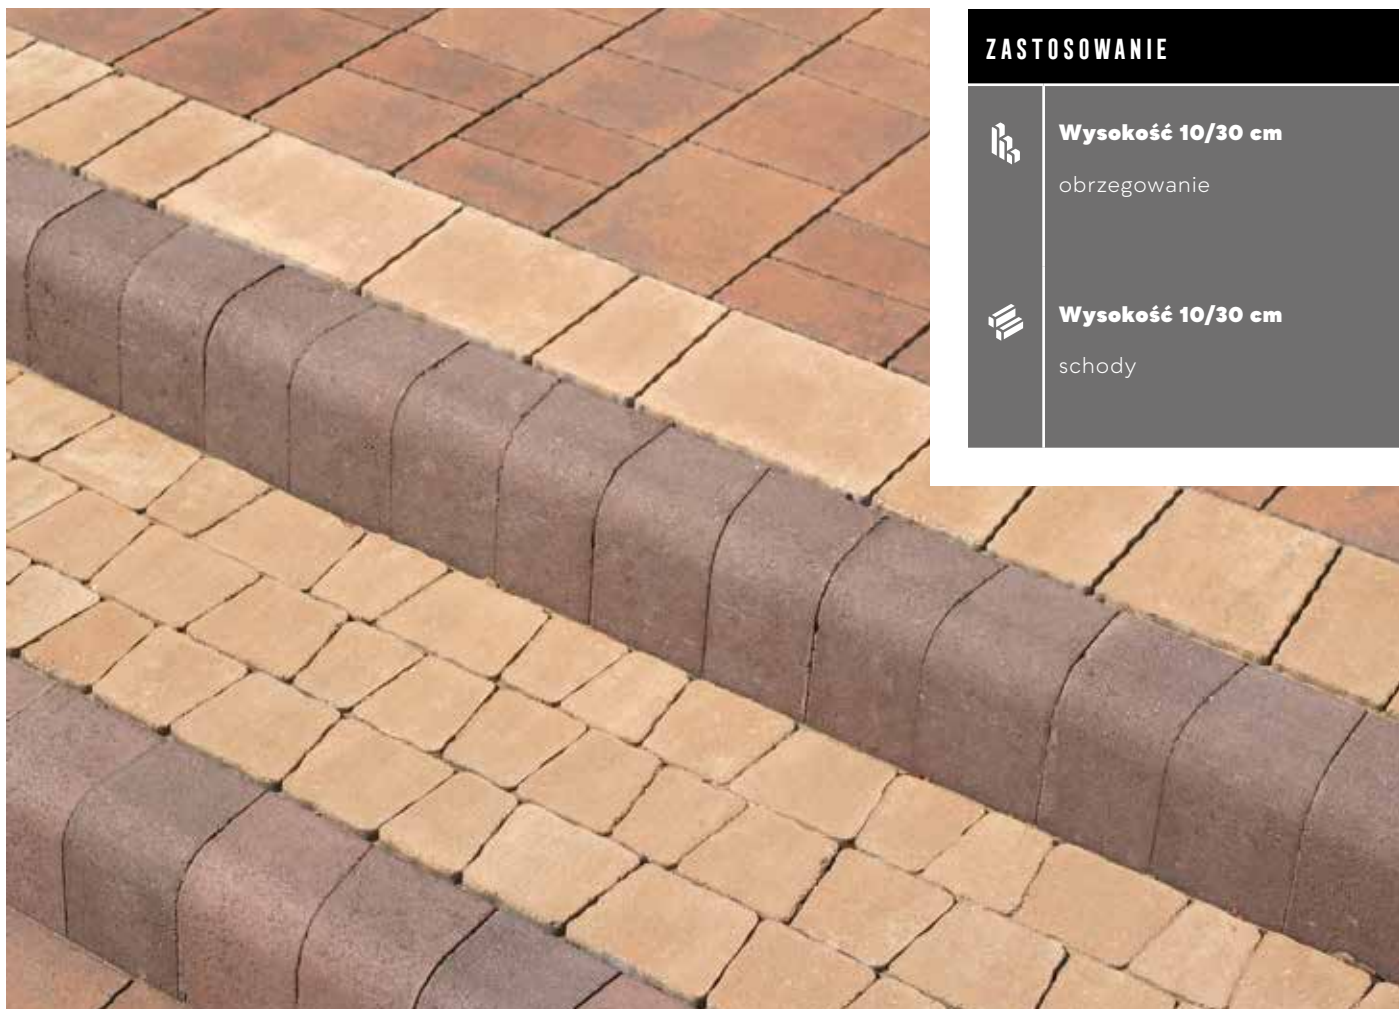 ZASTOSOWANIE
Wysokość 10/30 cm
obrzegowanie
Wysokość 10/30 cm
schody